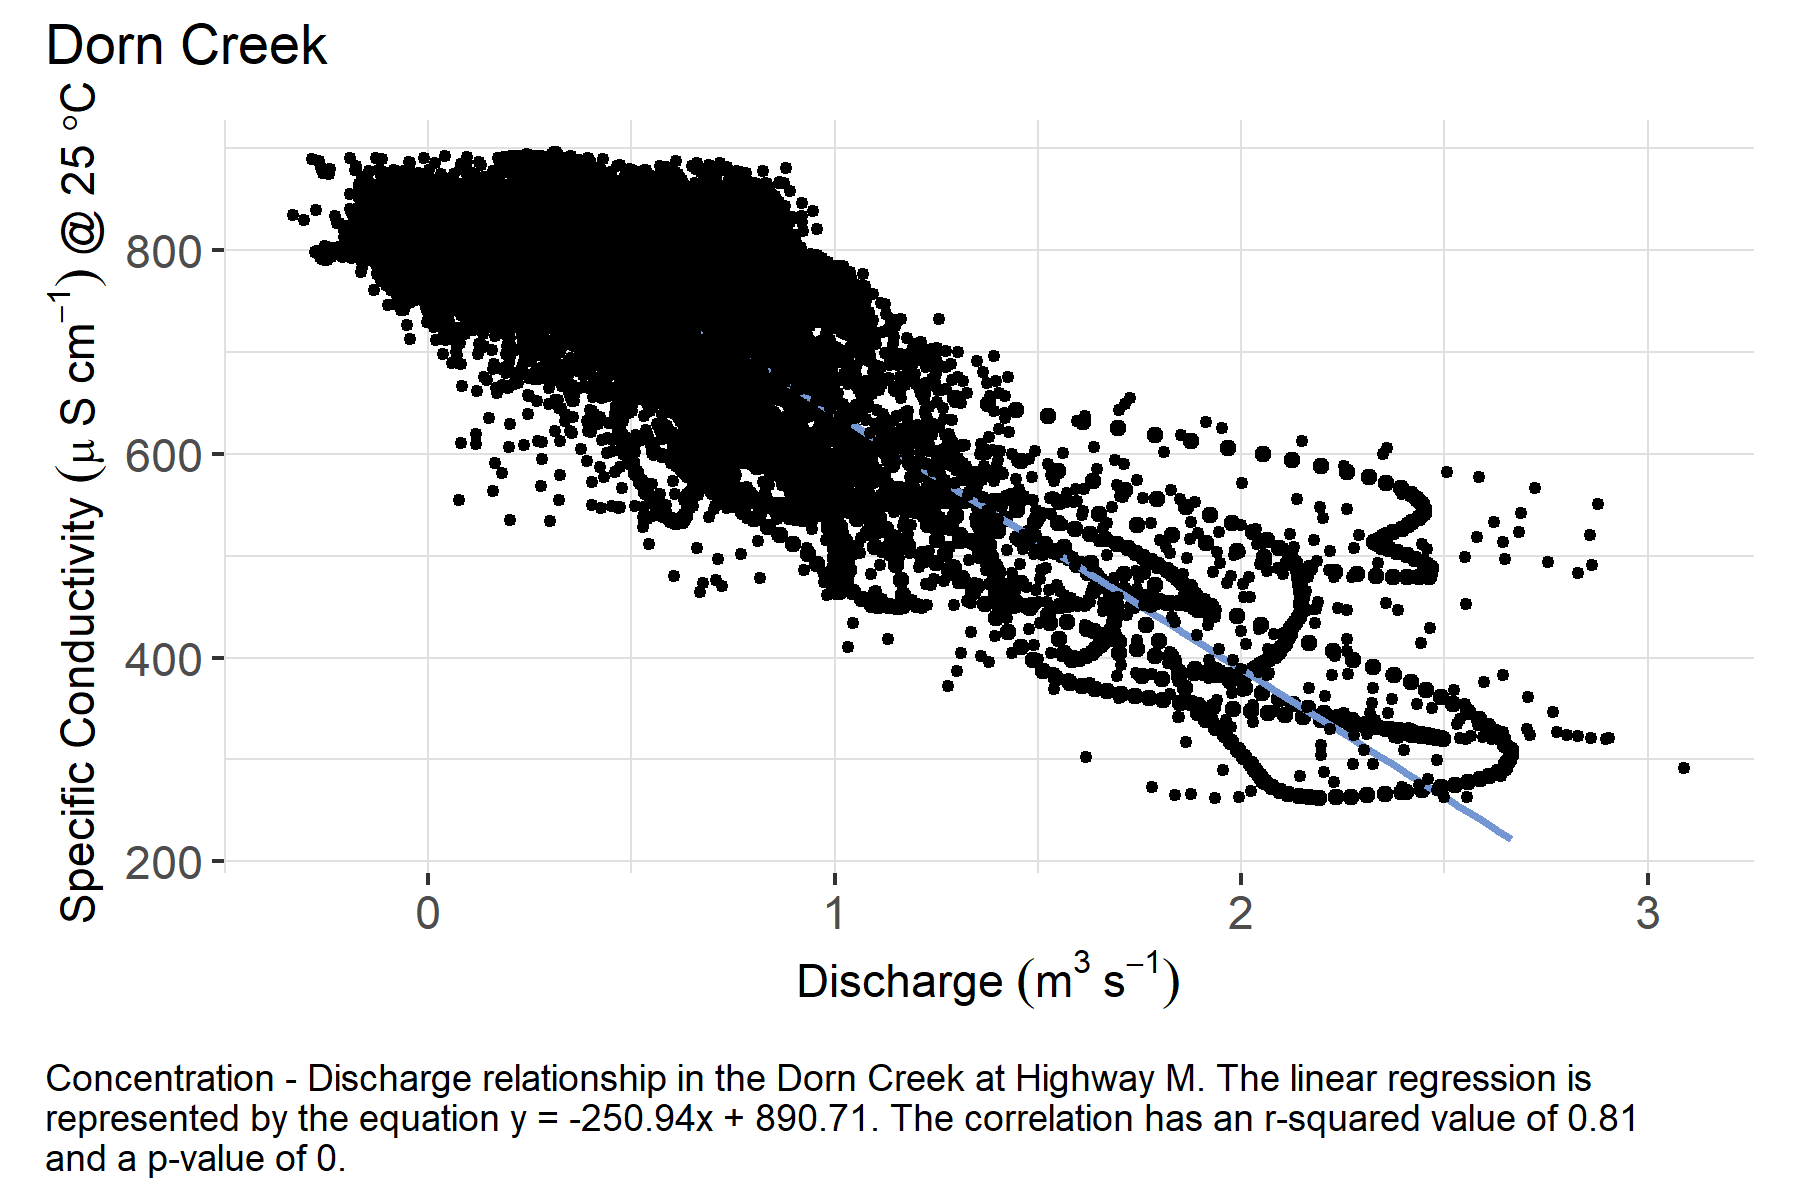 Dorn Creek
Specific Conductivity (μ S cm⁻¹) @ 25 °C
800
600
400
200
0 1 2 3
Discharge (m³ s⁻¹)
Concentration - Discharge relationship in the Dorn Creek at Highway M. The linear regression is
represented by the equation y = -250.94x + 890.71. The correlation has an r-squared value of 0.81
and a p-value of 0.